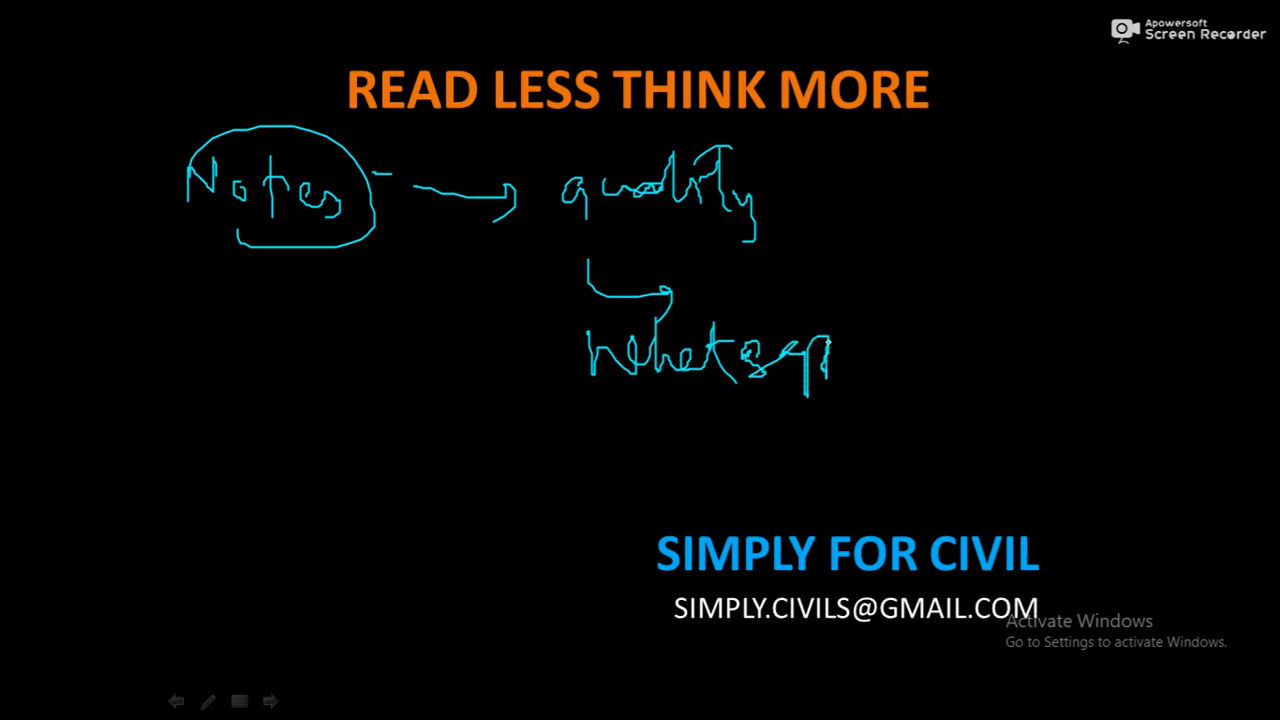 Apowersoft
Screen Recorder
READ LESS THINK MORE
Notes → quality
Whatsap
SIMPLY FOR CIVIL
SIMPLY.CIVILS@GMAIL.COM
Activate Windows
Go to Settings to activate Windows.